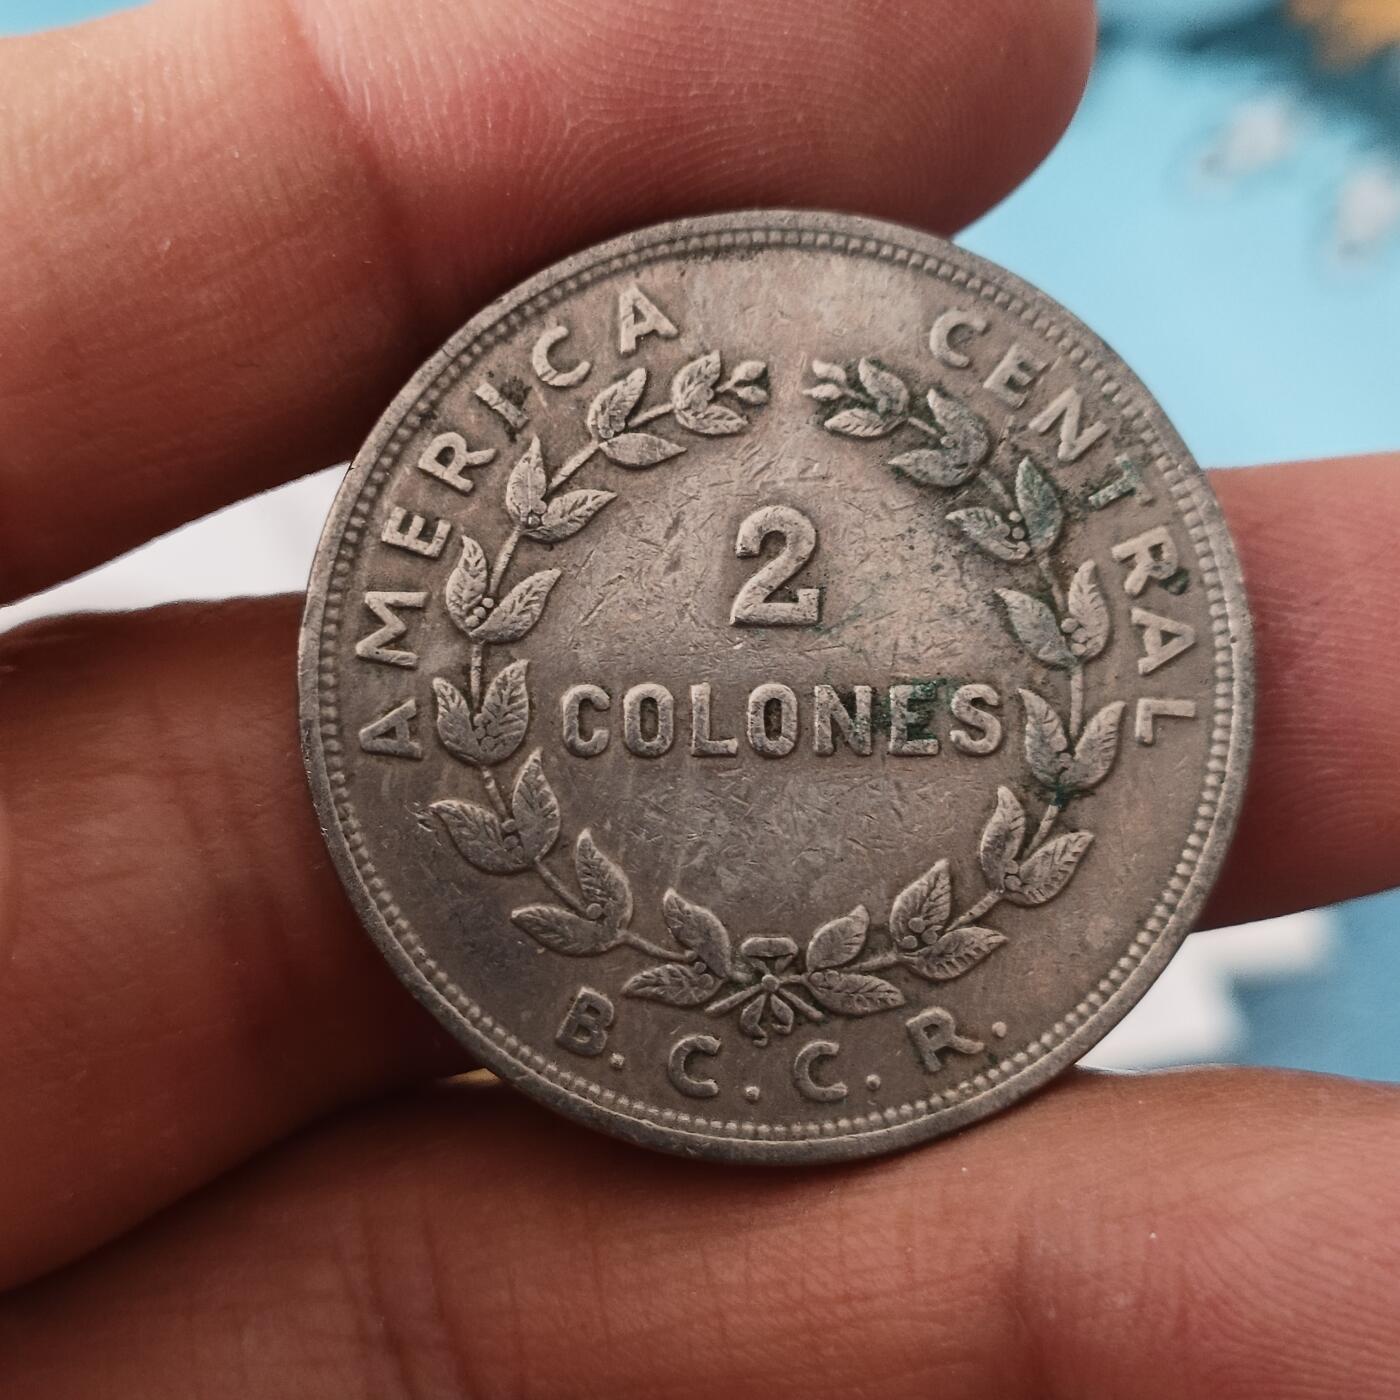 AMERICA CENTRAL
2
COLONES
B.C.C.R.